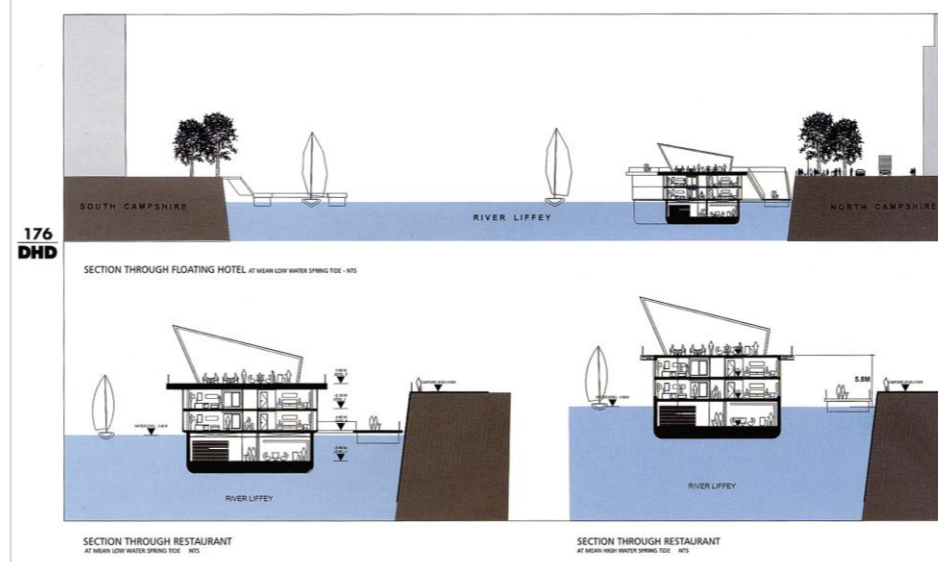 SOUTH CAMPSHIRE
RIVER LIFFEY
NORTH CAMPSHIRE
176
DHD
SECTION THROUGH FLOATING HOTEL AT MEAN LOW WATER SPRING TIDE - NTS
5.8M
RIVER LIFFEY
RIVER LIFFEY
SECTION THROUGH RESTAURANT
AT MEAN LOW WATER SPRING TIDE NTS
SECTION THROUGH RESTAURANT
AT MEAN HIGH WATER SPRING TIDE NTS